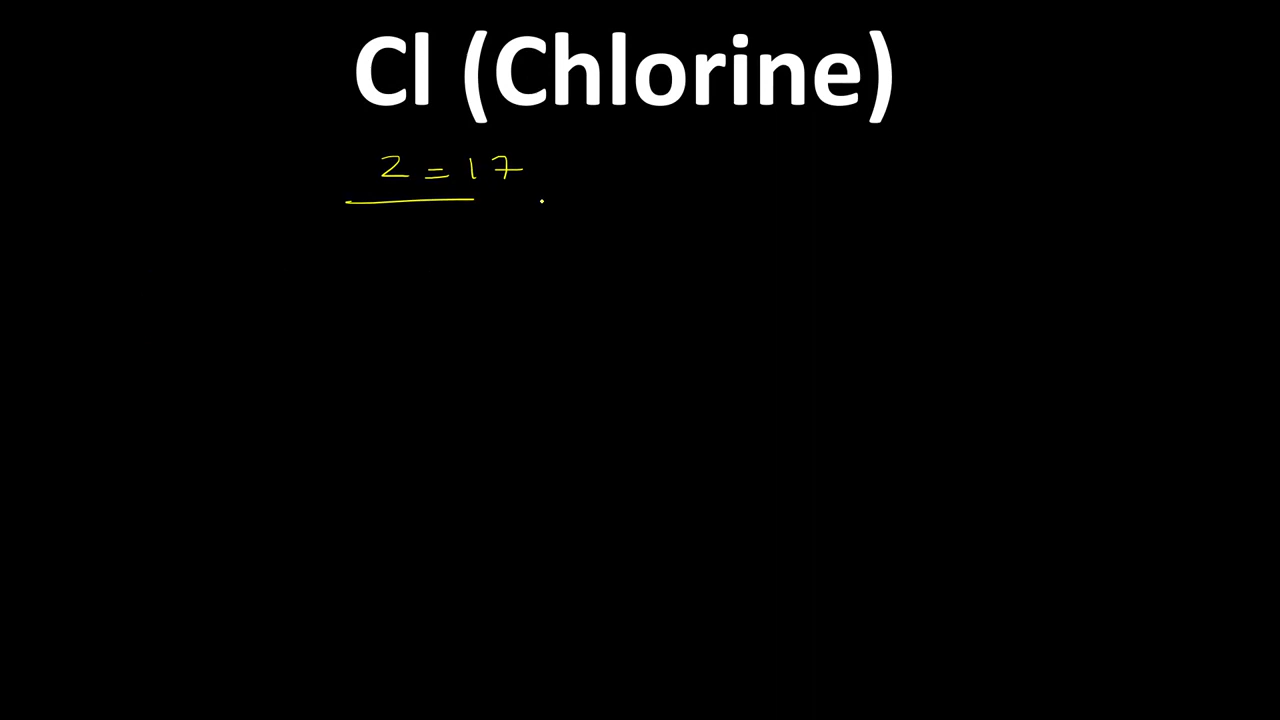 Cl (Chlorine)
Z = 17